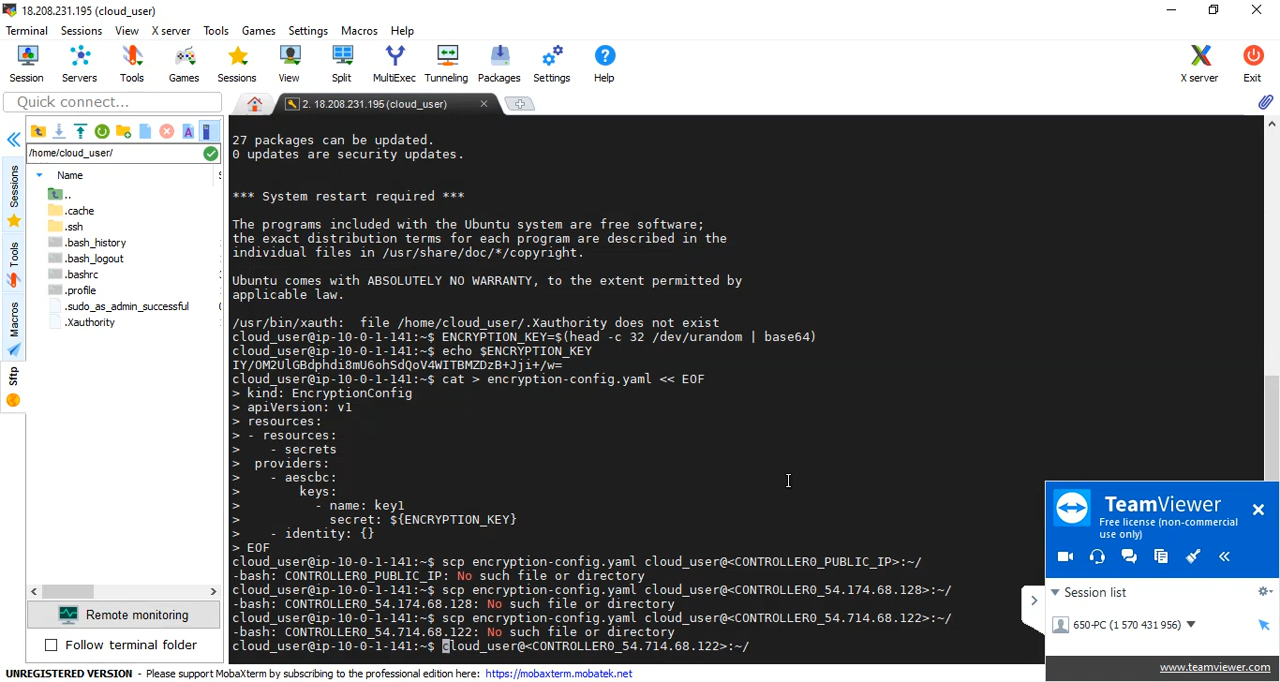 18.208.231.195 (cloud_user)
Terminal Sessions View X server Tools Games Settings Macros Help
Session Servers Tools Games Sessions View Split MultiExec Tunneling Packages Settings Help X server Exit
Quick connect...
2. 18.208.231.195 (cloud_user)
/home/cloud_user/
Name
..
.cache
.ssh
.bash_history
.bash_logout
.bashrc
.profile
.sudo_as_admin_successful
.Xauthority
Sessions
Tools
Macros
Sftp
Remote monitoring
Follow terminal folder
27 packages can be updated.
0 updates are security updates.
*** System restart required ***
The programs included with the Ubuntu system are free software;
the exact distribution terms for each program are described in the
individual files in /usr/share/doc/*/copyright.
Ubuntu comes with ABSOLUTELY NO WARRANTY, to the extent permitted by
applicable law.
/usr/bin/xauth:  file /home/cloud_user/.Xauthority does not exist
cloud_user@ip-10-0-1-141:~$ ENCRYPTION_KEY=$(head -c 32 /dev/urandom | base64)
cloud_user@ip-10-0-1-141:~$ echo $ENCRYPTION_KEY
IY/OM2UlGBdphdi8mU6ohSdQoV4WITBMZDzB+Jji+/w=
cloud_user@ip-10-0-1-141:~$ cat > encryption-config.yaml << EOF
> kind: EncryptionConfig
> apiVersion: v1
> resources:
> - resources:
>     - secrets
>   providers:
>     - aescbc:
>         keys:
>           - name: key1
>             secret: ${ENCRYPTION_KEY}
>     - identity: {}
> EOF
cloud_user@ip-10-0-1-141:~$ scp encryption-config.yaml cloud_user@<CONTROLLER0_PUBLIC_IP>:~/
-bash: CONTROLLER0_PUBLIC_IP: No such file or directory
cloud_user@ip-10-0-1-141:~$ scp encryption-config.yaml cloud_user@<CONTROLLER0_54.174.68.128>:~/
-bash: CONTROLLER0_54.174.68.128: No such file or directory
cloud_user@ip-10-0-1-141:~$ scp encryption-config.yaml cloud_user@<CONTROLLER0_54.714.68.122>:~/
-bash: CONTROLLER0_54.714.68.122: No such file or directory
cloud_user@ip-10-0-1-141:~$ cloud_user@<CONTROLLER0_54.714.68.122>:~/
TeamViewer
Free license (non-commercial
use only)
Session list
650-PC (1 570 431 956)
www.teamviewer.com
UNREGISTERED VERSION - Please support MobaXterm by subscribing to the professional edition here: https://mobaxterm.mobatek.net